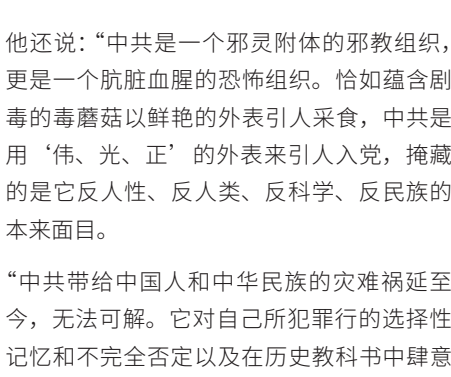 他还说：“中共是一个邪灵附体的邪教组织，
更是一个肮脏血腥的恐怖组织。恰如蕴含剧
毒的毒蘑菇以鲜艳的外表引人采食，中共是
用‘伟、光、正’的外表来引人入党，掩藏
的是它反人性、反人类、反科学、反民族的
本来面目。
“中共带给中国人和中华民族的灾难祸延至
今，无法可解。它对自己所犯罪行的选择性
记忆和不完全否定以及在历史教科书中肆意